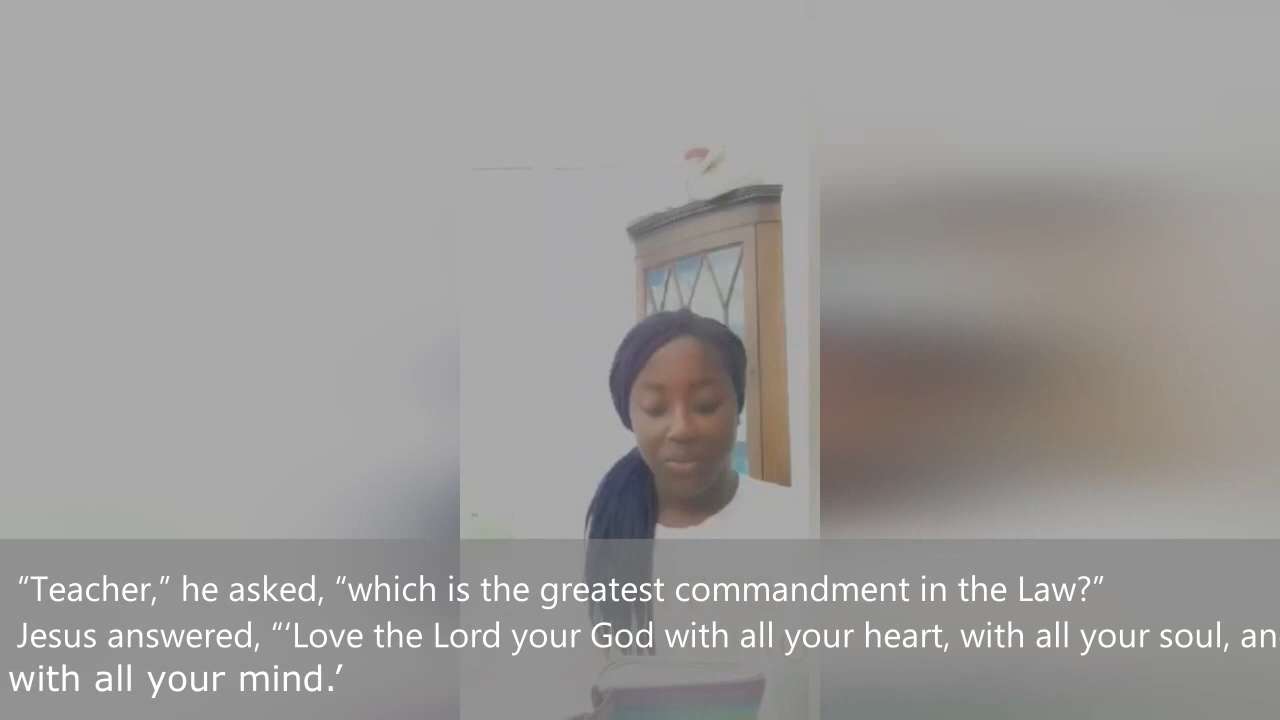 “Teacher,” he asked, “which is the greatest commandment in the Law?”
Jesus answered, “‘Love the Lord your God with all your heart, with all your soul, an
with all your mind.’